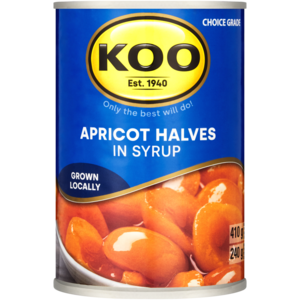 CHOICE GRADE
KOO
Est. 1940
Only the best will do!
APRICOT HALVES
IN SYRUP
GROWN
LOCALLY
410 g
240 g